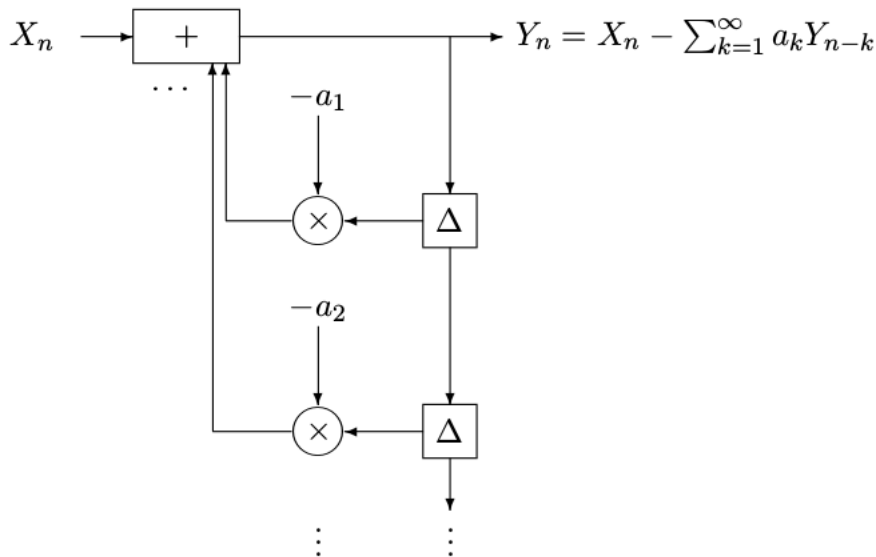 X_n + Y_n = X_n − ∑_{k=1}^{∞} a_k Y_{n−k}
⋯
−a_1
× Δ
−a_2
× Δ
⋮ ⋮